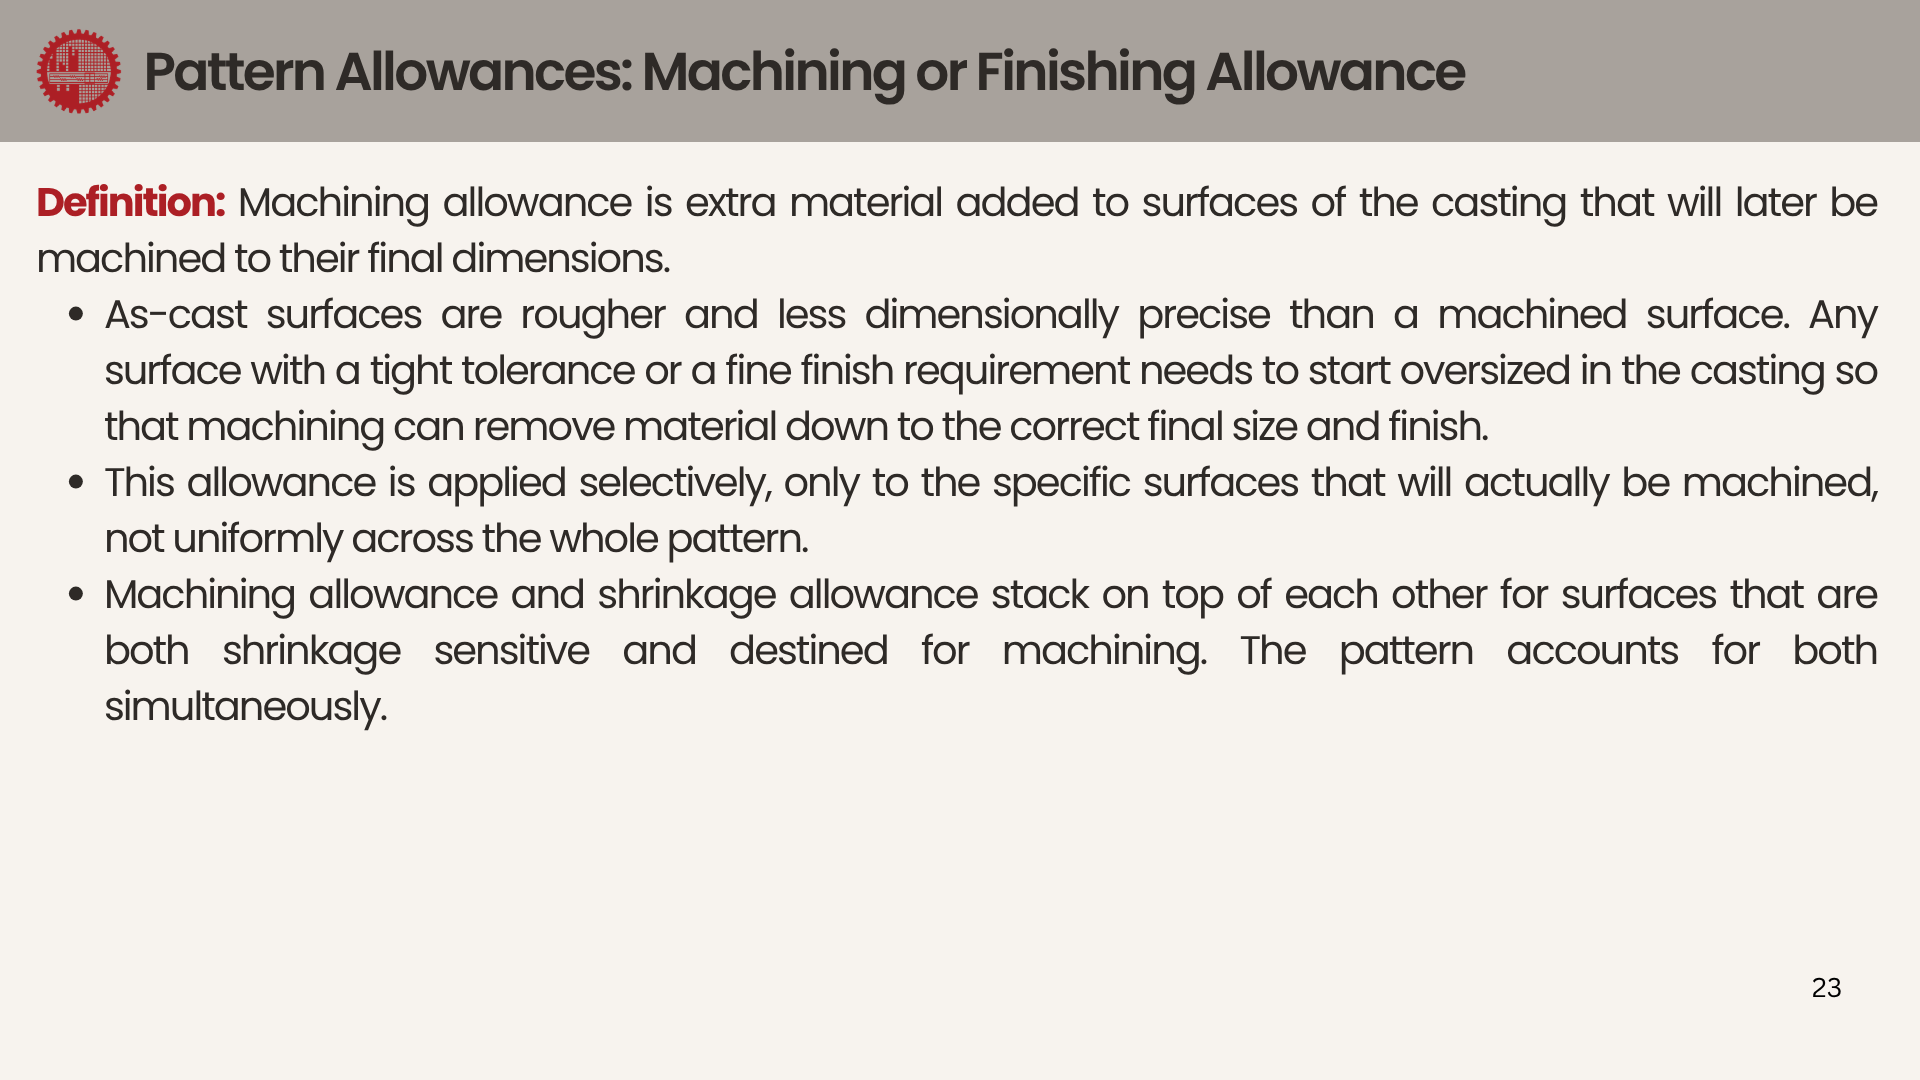 Pattern Allowances: Machining or Finishing Allowance
Definition: Machining allowance is extra material added to surfaces of the casting that will later be
machined to their final dimensions.
• As-cast surfaces are rougher and less dimensionally precise than a machined surface. Any
surface with a tight tolerance or a fine finish requirement needs to start oversized in the casting so
that machining can remove material down to the correct final size and finish.
• This allowance is applied selectively, only to the specific surfaces that will actually be machined,
not uniformly across the whole pattern.
• Machining allowance and shrinkage allowance stack on top of each other for surfaces that are
both shrinkage sensitive and destined for machining. The pattern accounts for both
simultaneously.
23